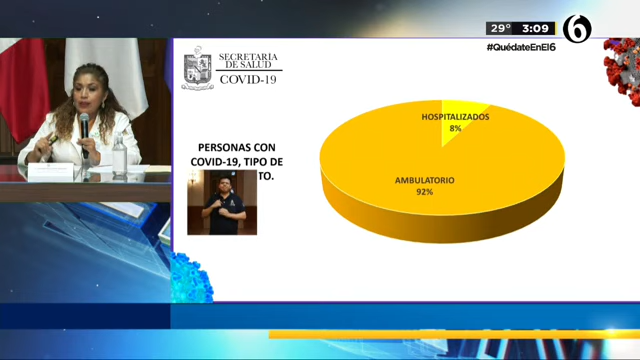 29° 3:09 6
#QuédateEnEl6
SECRETARIA
DE SALUD
COVID-19
PERSONAS CON
COVID-19, TIPO DE
TO.
HOSPITALIZADOS
8%
AMBULATORIO
92%